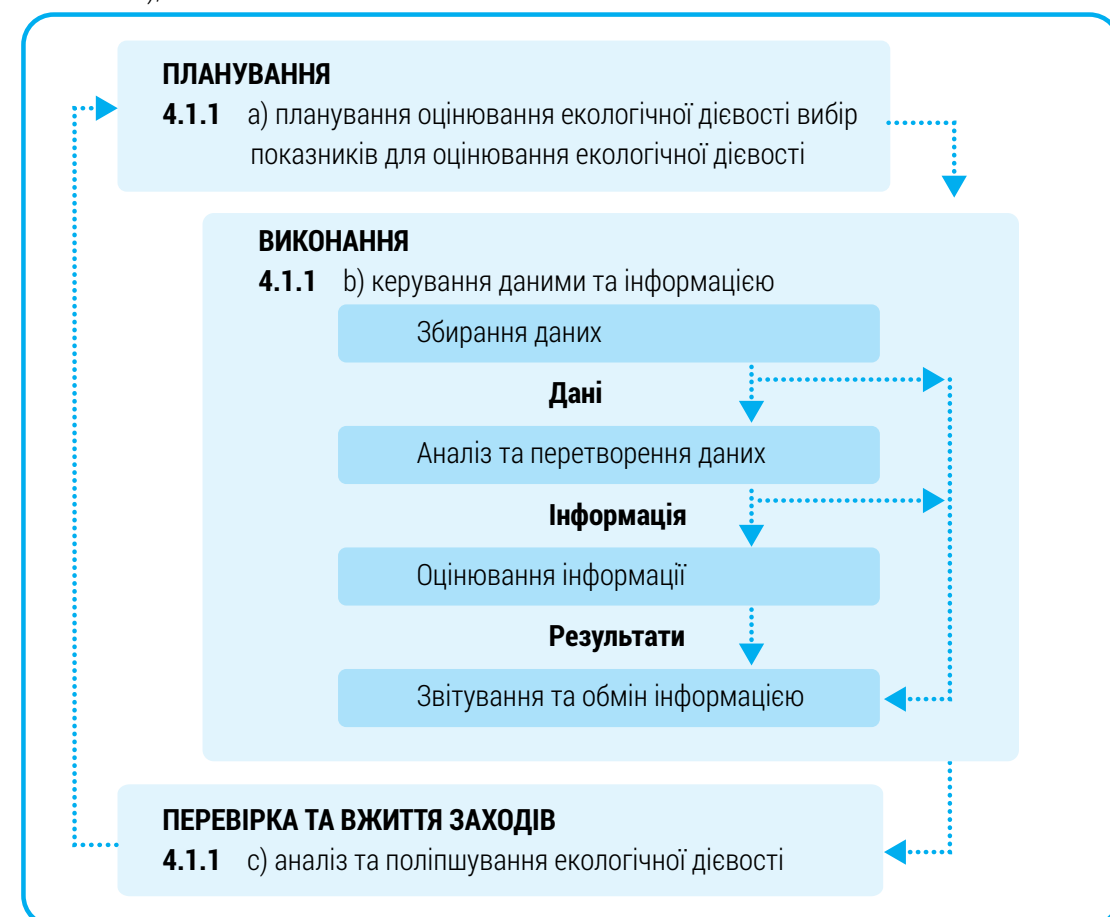 ПЛАНУВАННЯ
4.1.1 a) планування оцінювання екологічної дієвості вибір
показників для оцінювання екологічної дієвості
ВИКОНАННЯ
4.1.1 b) керування даними та інформацією
Збирання даних
Дані
Аналіз та перетворення даних
Інформація
Оцінювання інформації
Результати
Звітування та обмін інформацією
ПЕРЕВІРКА ТА ВЖИТТЯ ЗАХОДІВ
4.1.1 c) аналіз та поліпшування екологічної дієвості